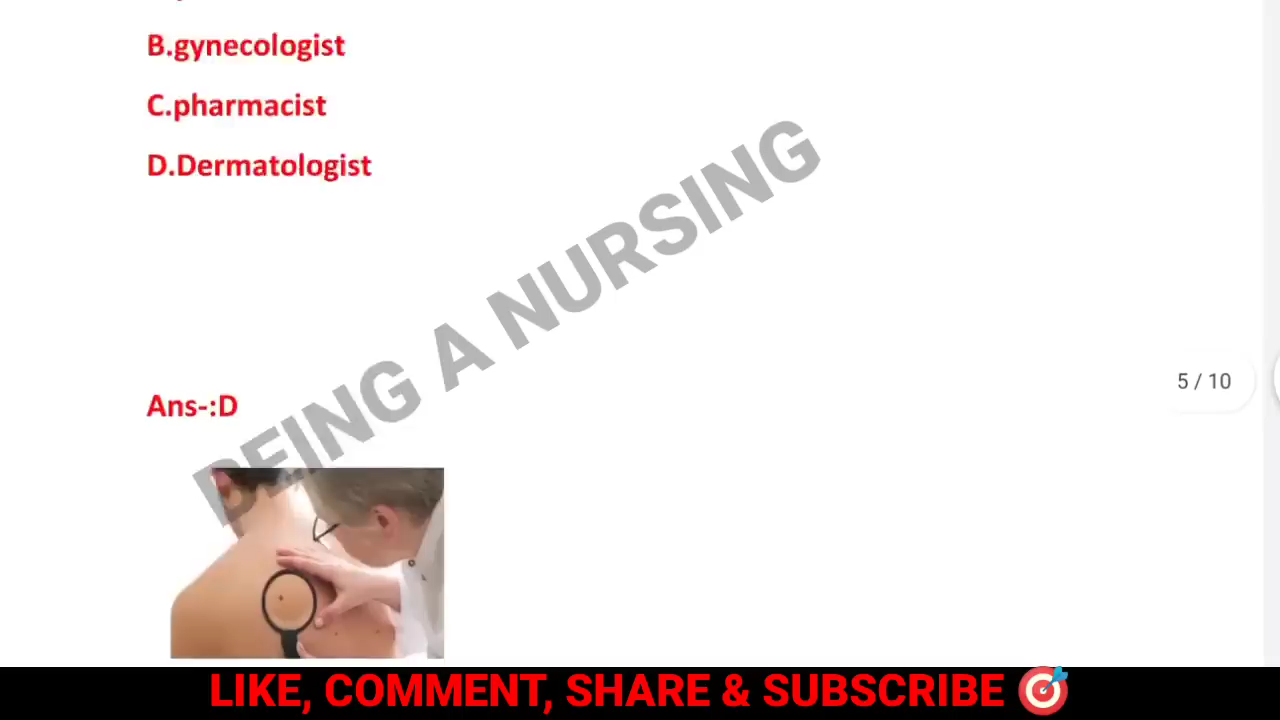 B.gynecologist
C.pharmacist
D.Dermatologist
BEING A NURSING
5 / 10
Ans-:D
LIKE, COMMENT, SHARE & SUBSCRIBE